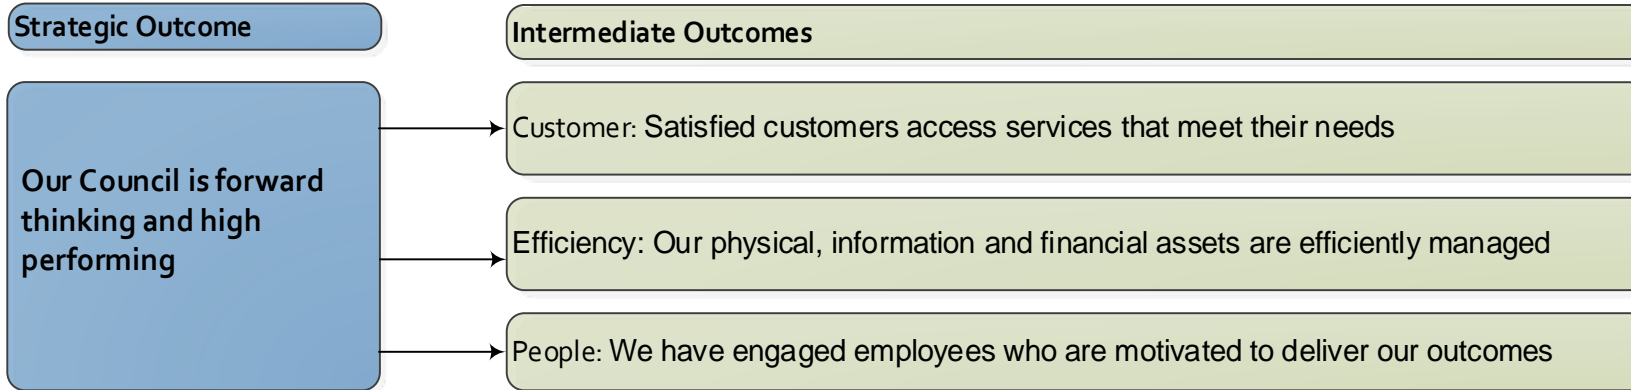 Strategic Outcome
Intermediate Outcomes
Our Council is forward
thinking and high
performing
Customer: Satisfied customers access services that meet their needs
Efficiency: Our physical, information and financial assets are efficiently managed
People: We have engaged employees who are motivated to deliver our outcomes